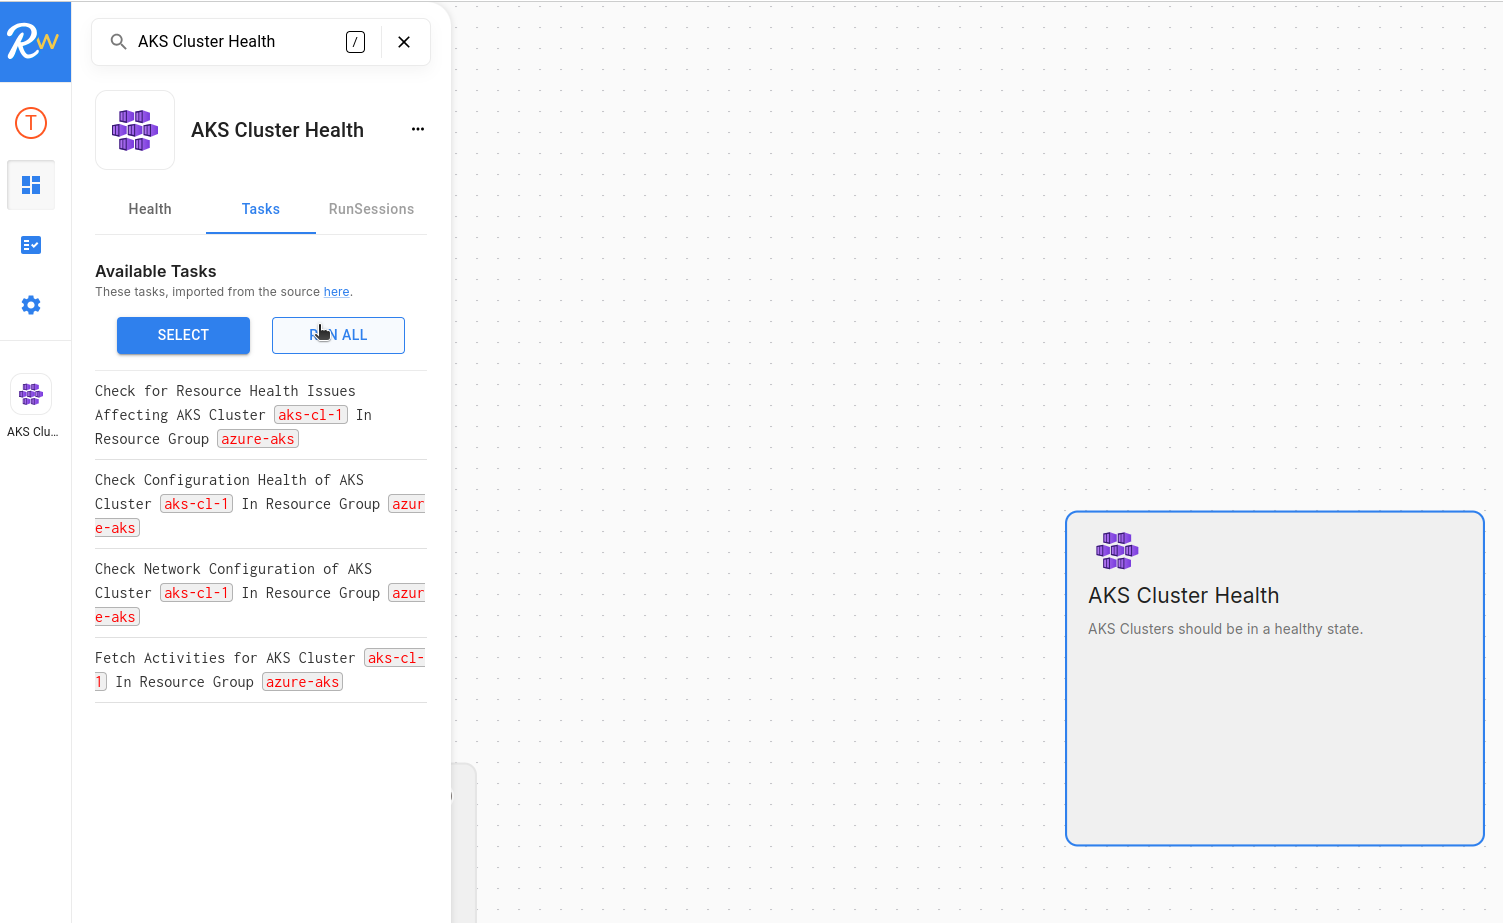 Rw
AKS Cluster Health
/
T
AKS Cluster Health
Health
Tasks
RunSessions
Available Tasks
These tasks, imported from the source here.
SELECT
RUN ALL
Check for Resource Health Issues
Affecting AKS Cluster aks-cl-1 In
Resource Group azure-aks
AKS Clu...
Check Configuration Health of AKS
Cluster aks-cl-1 In Resource Group azur
e-aks
Check Network Configuration of AKS
Cluster aks-cl-1 In Resource Group azur
e-aks
Fetch Activities for AKS Cluster aks-cl-
1 In Resource Group azure-aks
AKS Cluster Health
AKS Clusters should be in a healthy state.